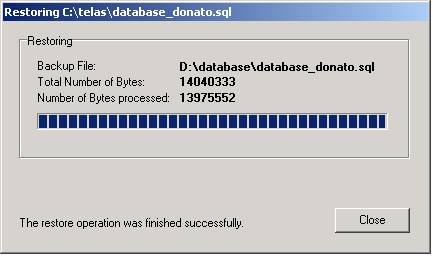 Restoring C:\telas\database_donato.sql
Restoring
Backup File: D:\database\database_donato.sql
Total Number of Bytes: 14040333
Number of Bytes processed: 13975552
The restore operation was finished successfully.
Close